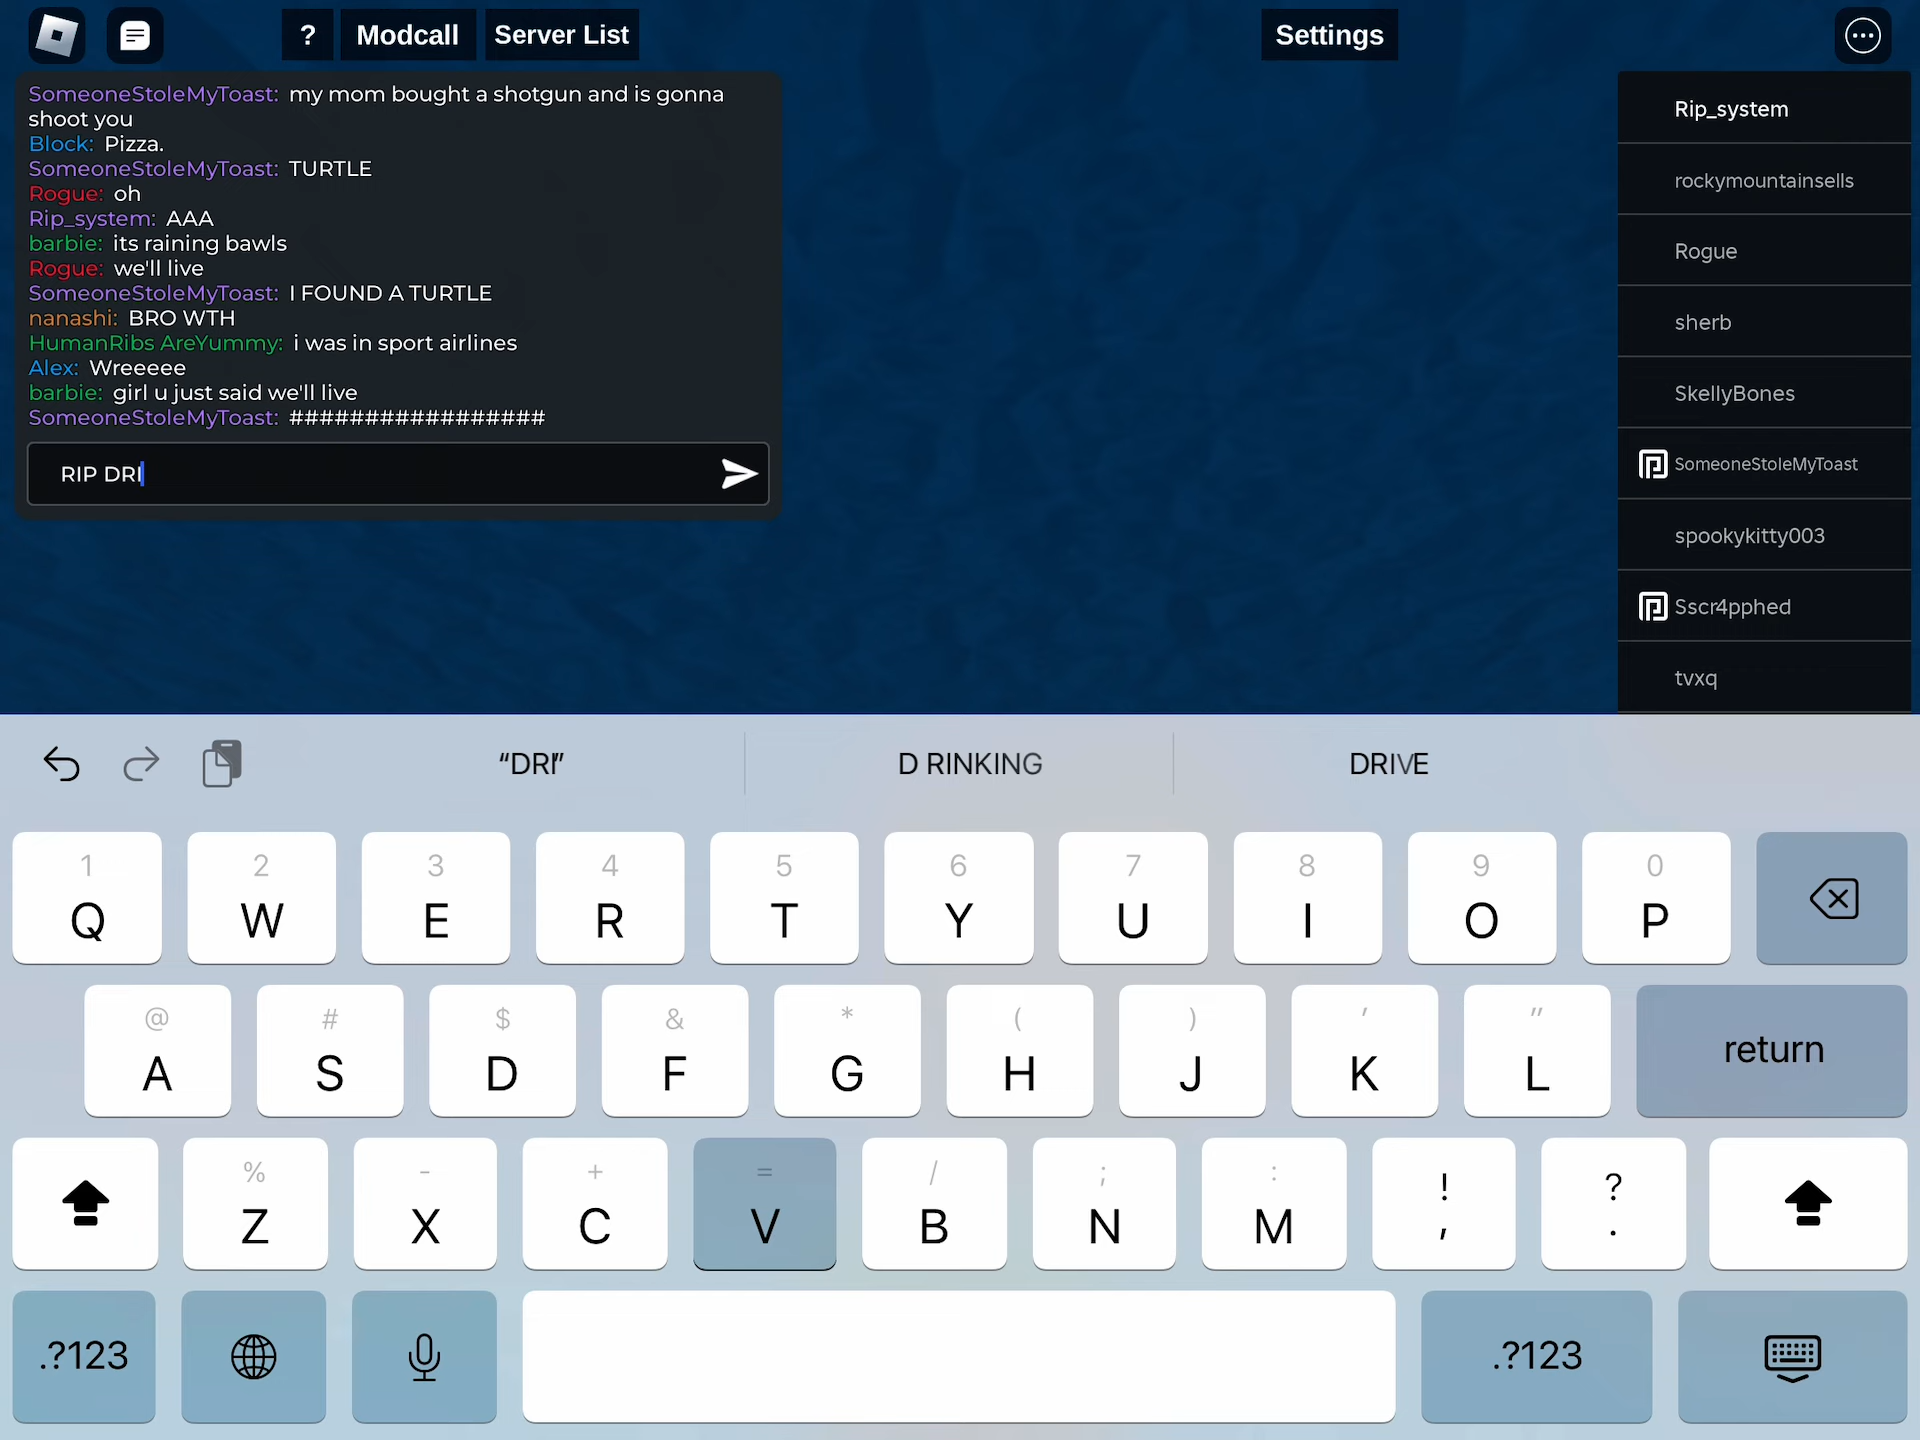 ? Modcall Server List Settings
SomeoneStoleMyToast: my mom bought a shotgun and is gonna
shoot you
Block: Pizza.
SomeoneStoleMyToast: TURTLE
Rogue: oh
Rip_system: AAA
barbie: its raining bawls
Rogue: we'll live
SomeoneStoleMyToast: I FOUND A TURTLE
nanashi: BRO WTH
HumanRibs AreYummy: i was in sport airlines
Alex: Wreeeee
barbie: girl u just said we'll live
SomeoneStoleMyToast: #################
RIP DRI
Rip_system
rockymountainsells
Rogue
sherb
SkellyBones
SomeoneStoleMyToast
spookykitty003
Sscr4pphed
tvxq
“DRI” D RINKING DRIVE
1 2 3 4 5 6 7 8 9 0
Q W E R T Y U I O P
@ # $ & * ( ) ' "
A S D F G H J K L return
% - + = / ; : ! ?
Z X C V B N M , .
.?123 .?123